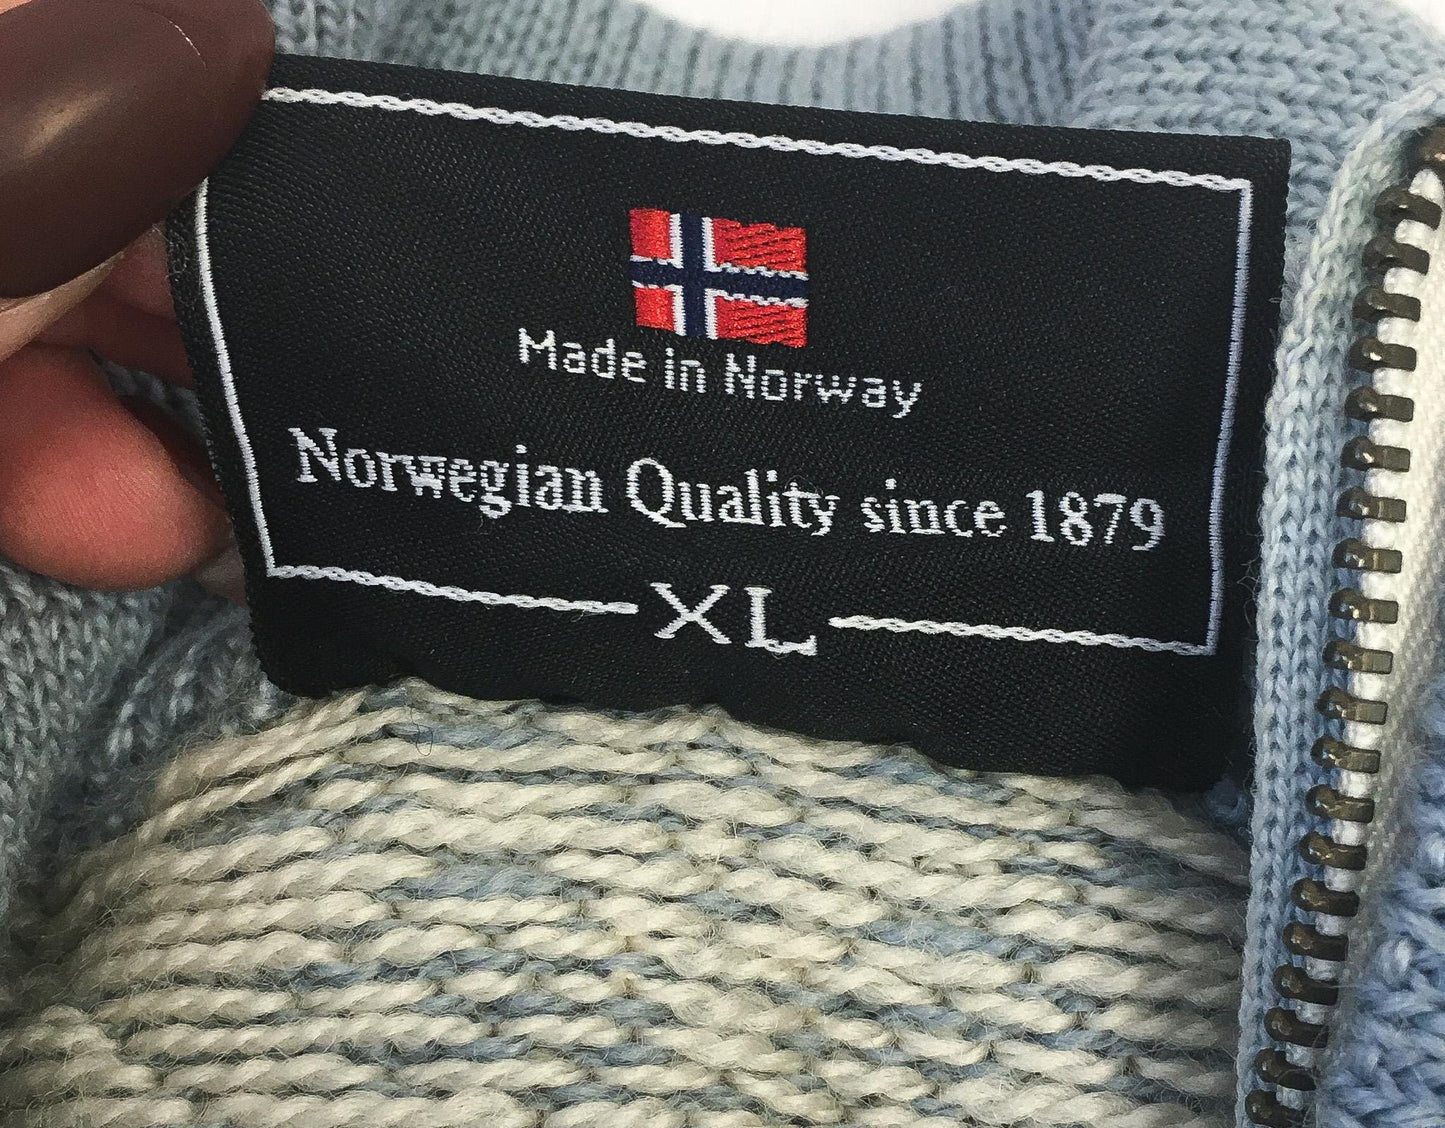 Made in Norway
Norwegian Quality since 1879
XL